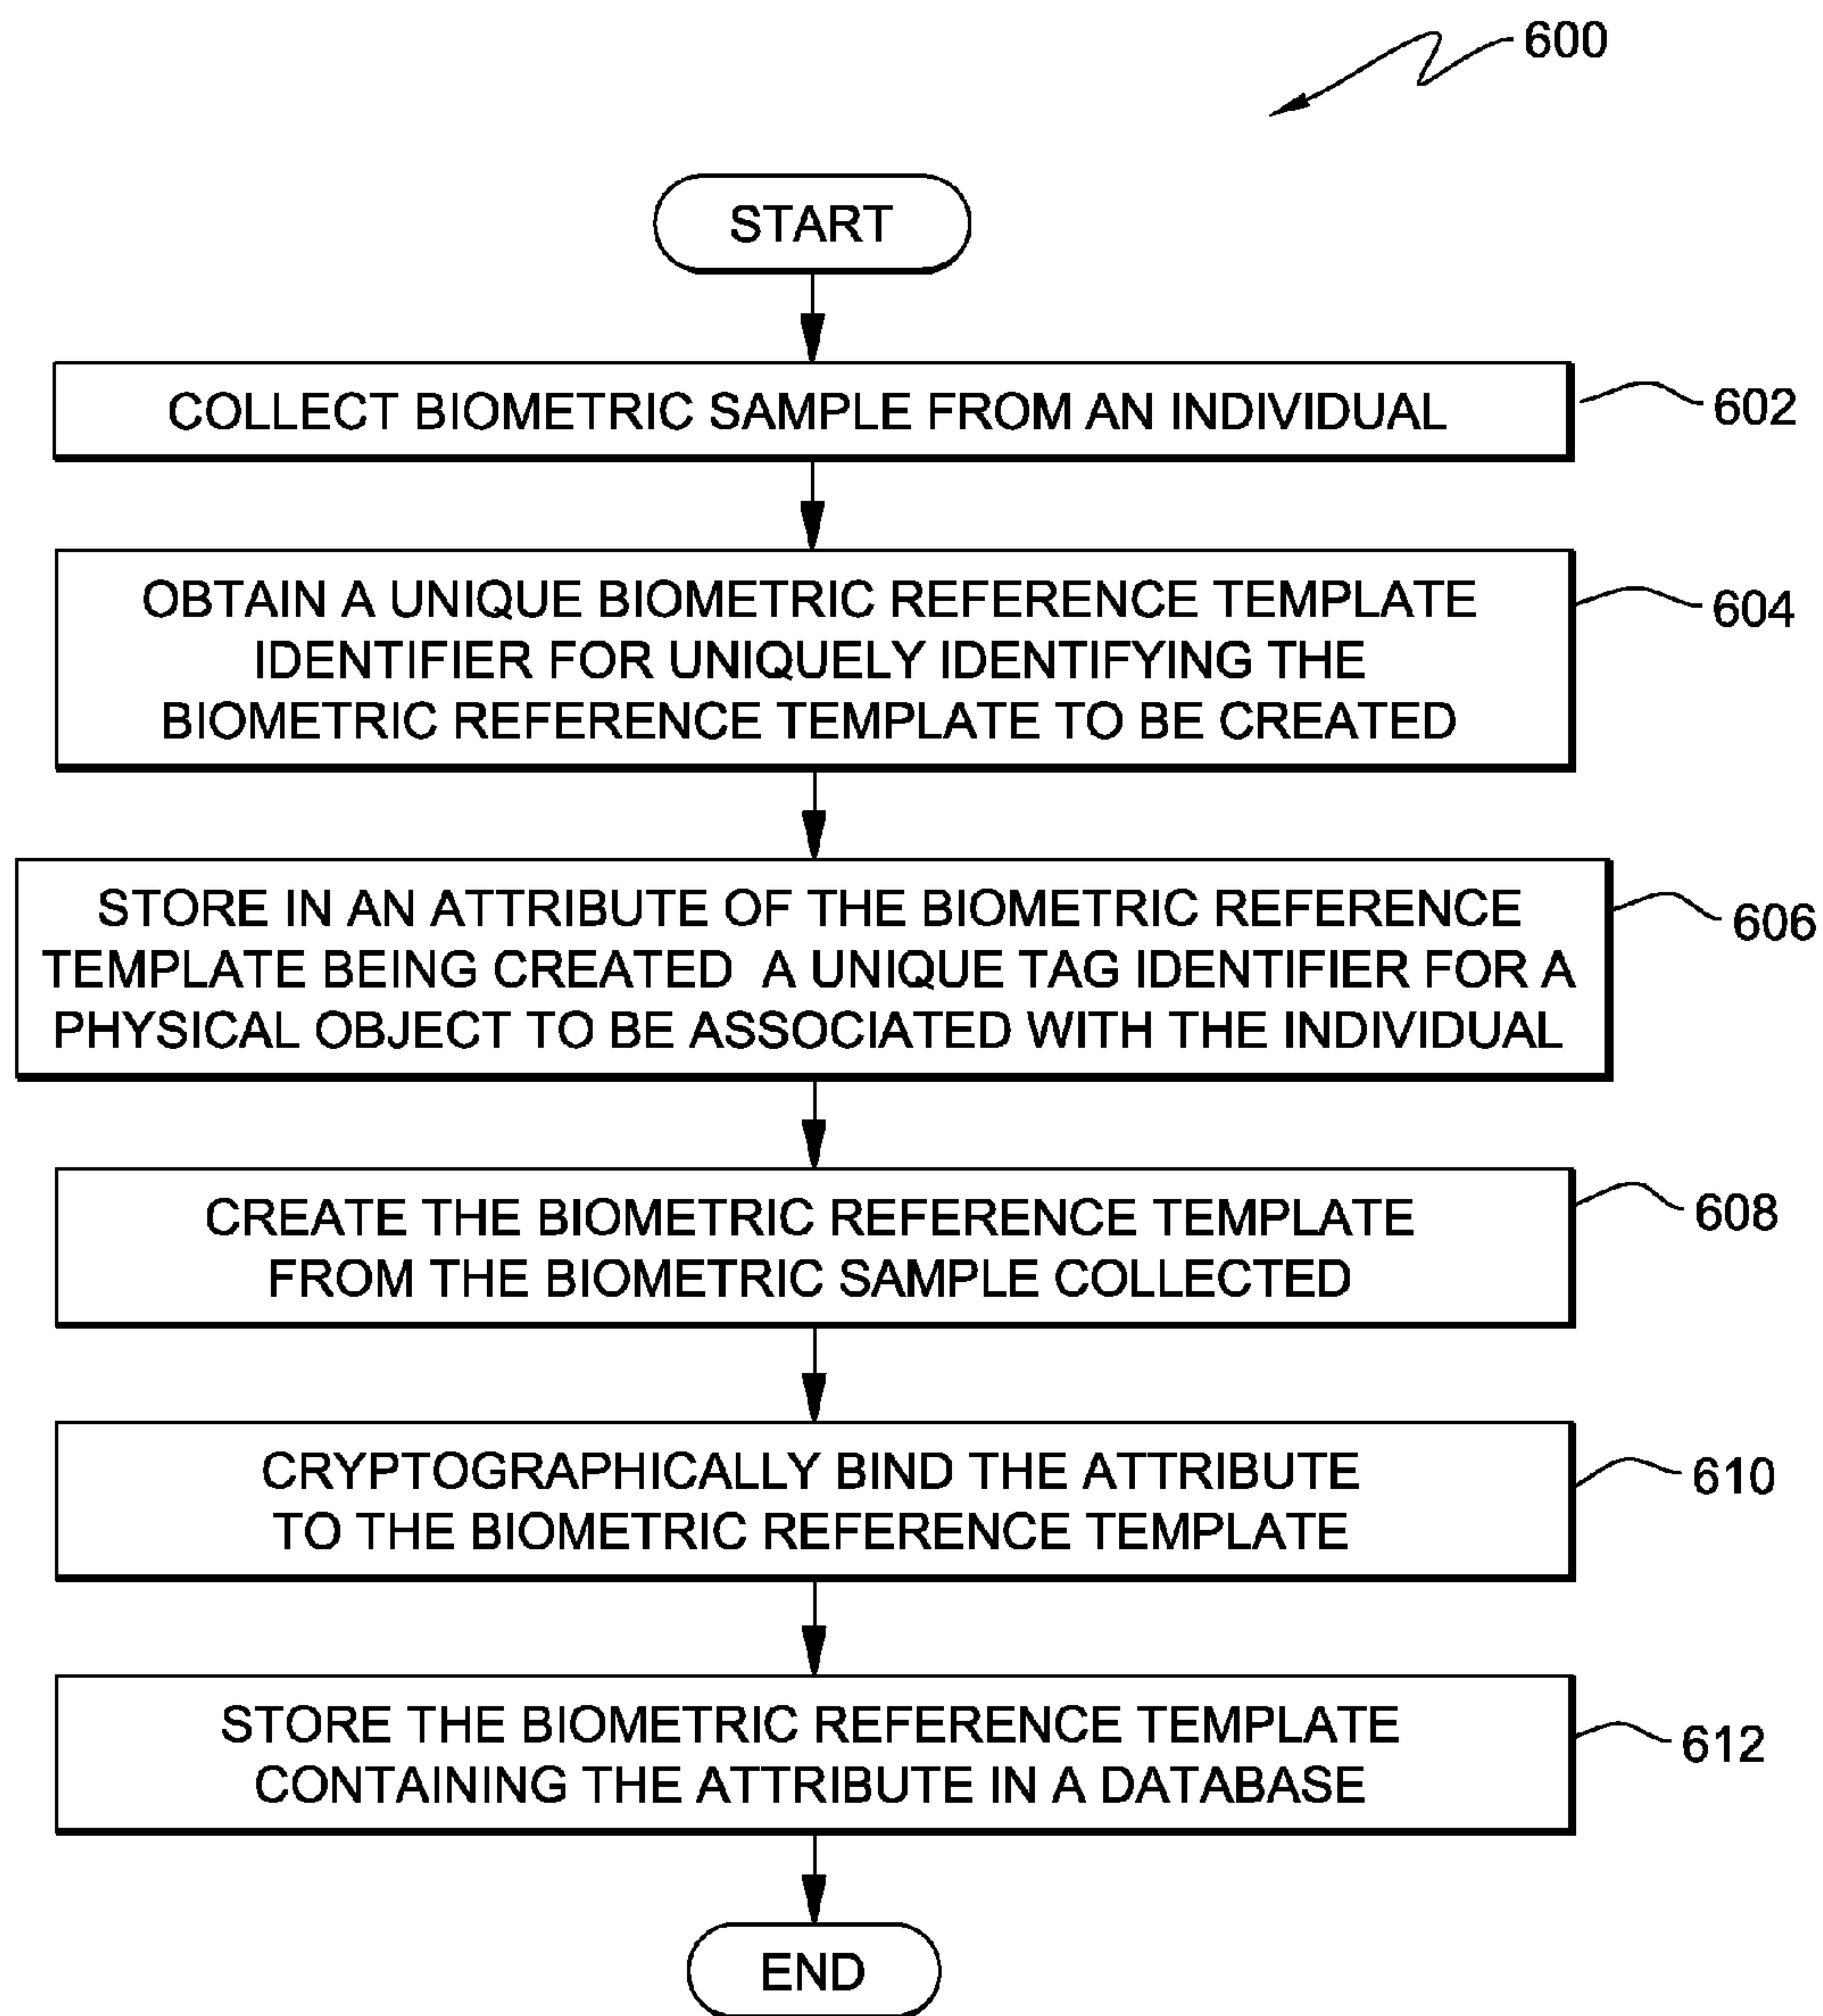 600
START
COLLECT BIOMETRIC SAMPLE FROM AN INDIVIDUAL
602
OBTAIN A UNIQUE BIOMETRIC REFERENCE TEMPLATE
IDENTIFIER FOR UNIQUELY IDENTIFYING THE
BIOMETRIC REFERENCE TEMPLATE TO BE CREATED
604
STORE IN AN ATTRIBUTE OF THE BIOMETRIC REFERENCE
TEMPLATE BEING CREATED A UNIQUE TAG IDENTIFIER FOR A
PHYSICAL OBJECT TO BE ASSOCIATED WITH THE INDIVIDUAL
606
CREATE THE BIOMETRIC REFERENCE TEMPLATE
FROM THE BIOMETRIC SAMPLE COLLECTED
608
CRYPTOGRAPHICALLY BIND THE ATTRIBUTE
TO THE BIOMETRIC REFERENCE TEMPLATE
610
STORE THE BIOMETRIC REFERENCE TEMPLATE
CONTAINING THE ATTRIBUTE IN A DATABASE
612
END